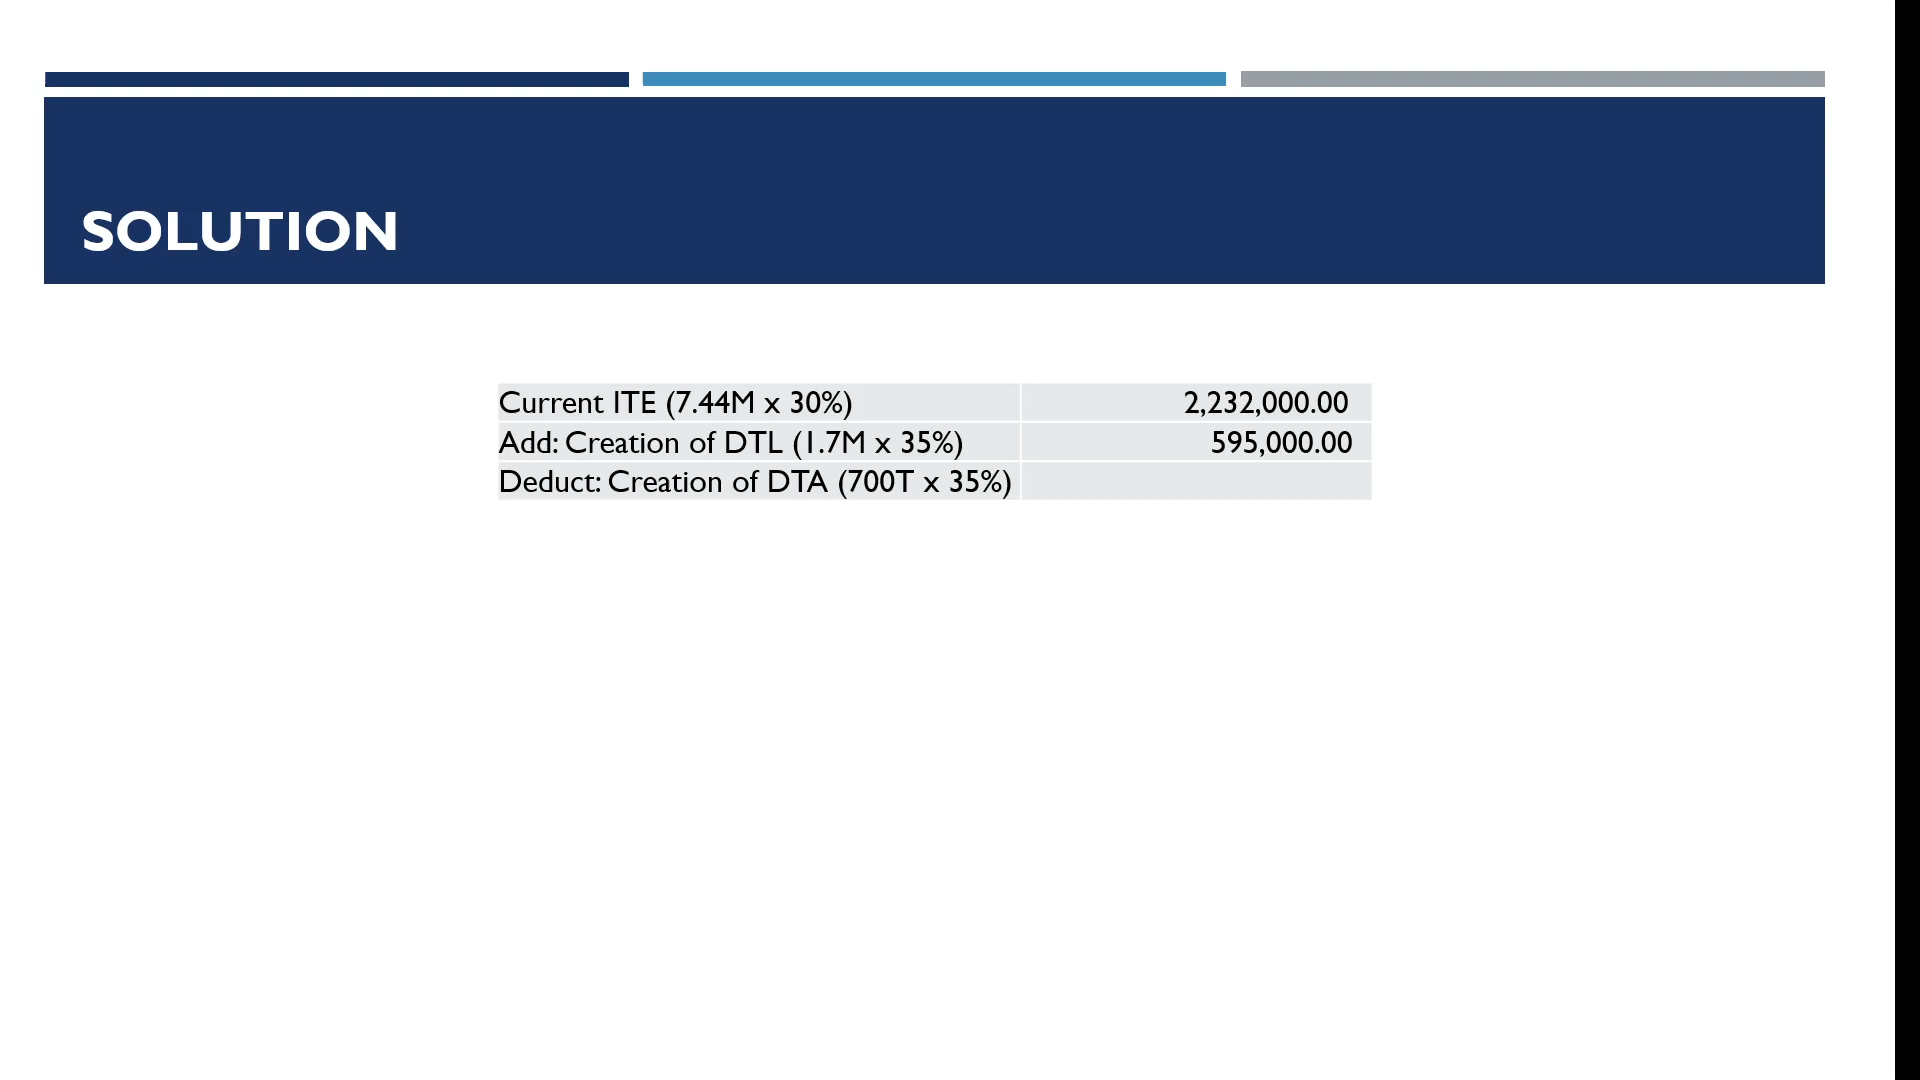 SOLUTION
Current ITE (7.44M x 30%) 2,232,000.00
Add: Creation of DTL (1.7M x 35%) 595,000.00
Deduct: Creation of DTA (700T x 35%)